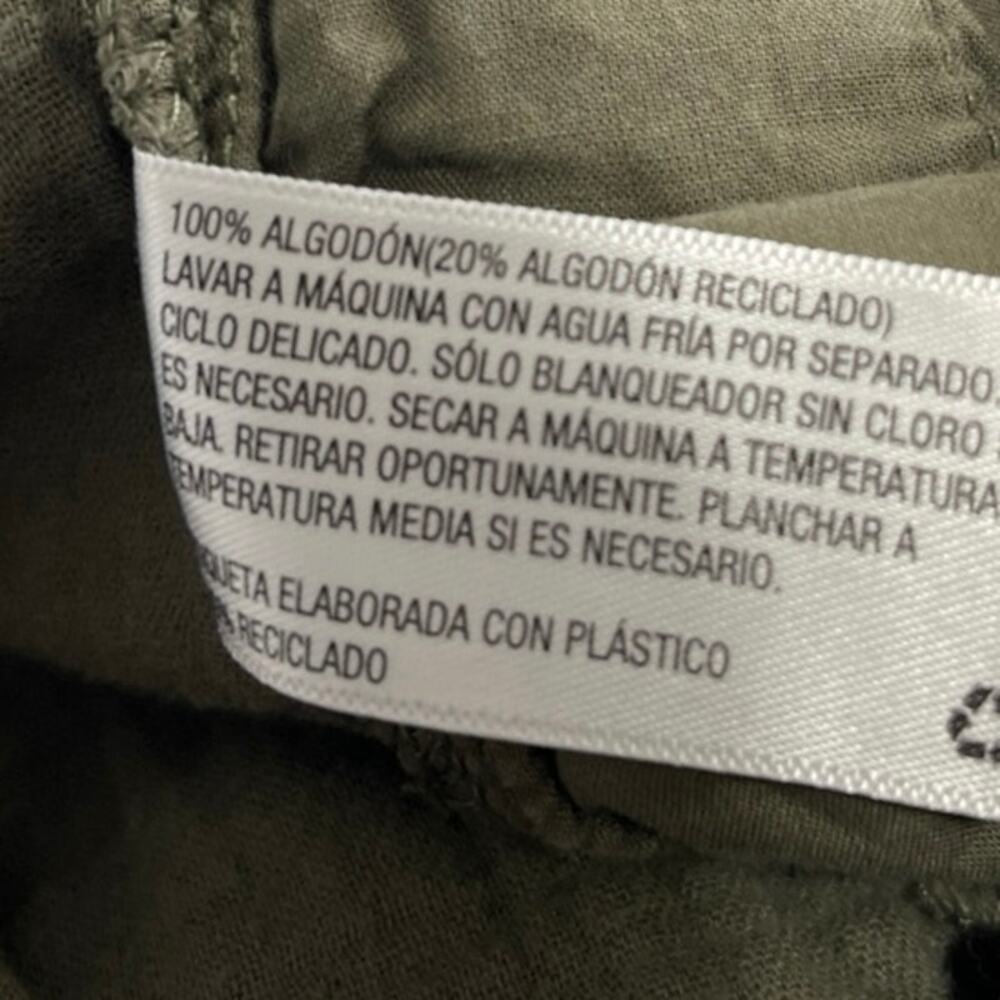 100% ALGODÓN(20% ALGODÓN RECICLADO)
LAVAR A MÁQUINA CON AGUA FRÍA POR SEPARADO.
CICLO DELICADO. SÓLO BLANQUEADOR SIN CLORO
ES NECESARIO. SECAR A MÁQUINA A TEMPERATURA
BAJA. RETIRAR OPORTUNAMENTE. PLANCHAR A
TEMPERATURA MEDIA SI ES NECESARIO.
ELABORADA CON PLÁSTICO
RECICLADO